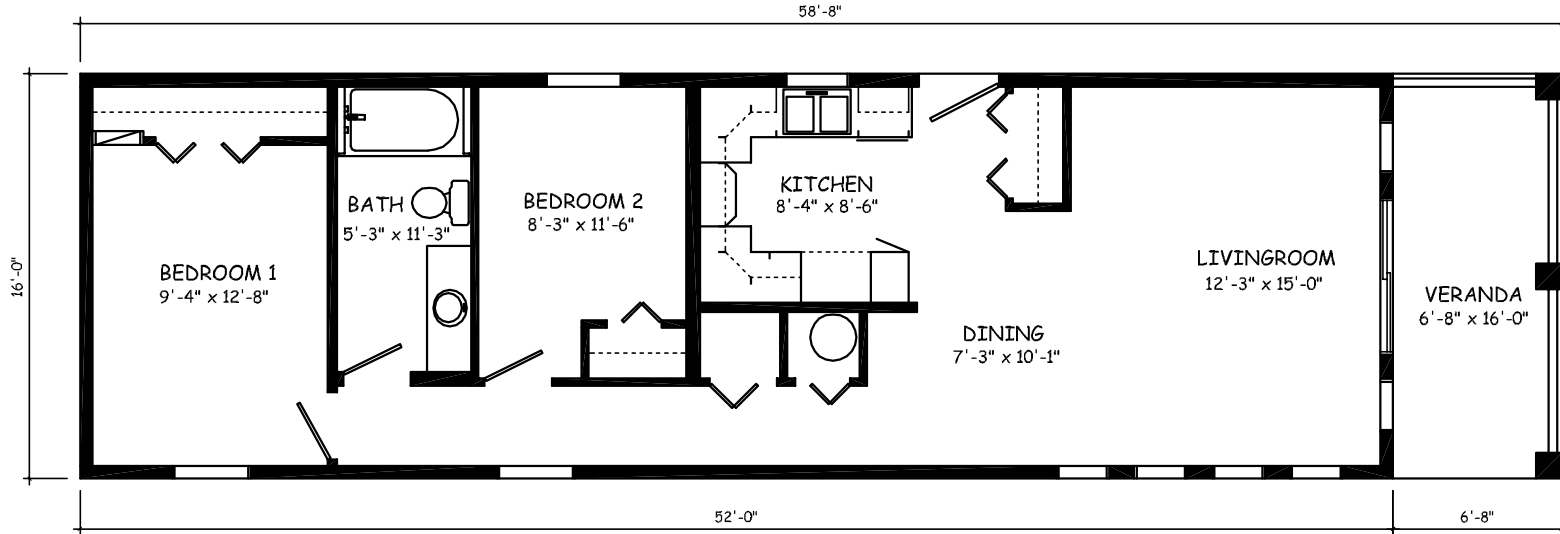 58'-8"
16'-0"
BEDROOM 1
9'-4" x 12'-8"
BATH
5'-3" x 11'-3"
BEDROOM 2
8'-3" x 11'-6"
KITCHEN
8'-4" x 8'-6"
DINING
7'-3" x 10'-1"
LIVINGROOM
12'-3" x 15'-0"
VERANDA
6'-8" x 16'-0"
52'-0"
6'-8"